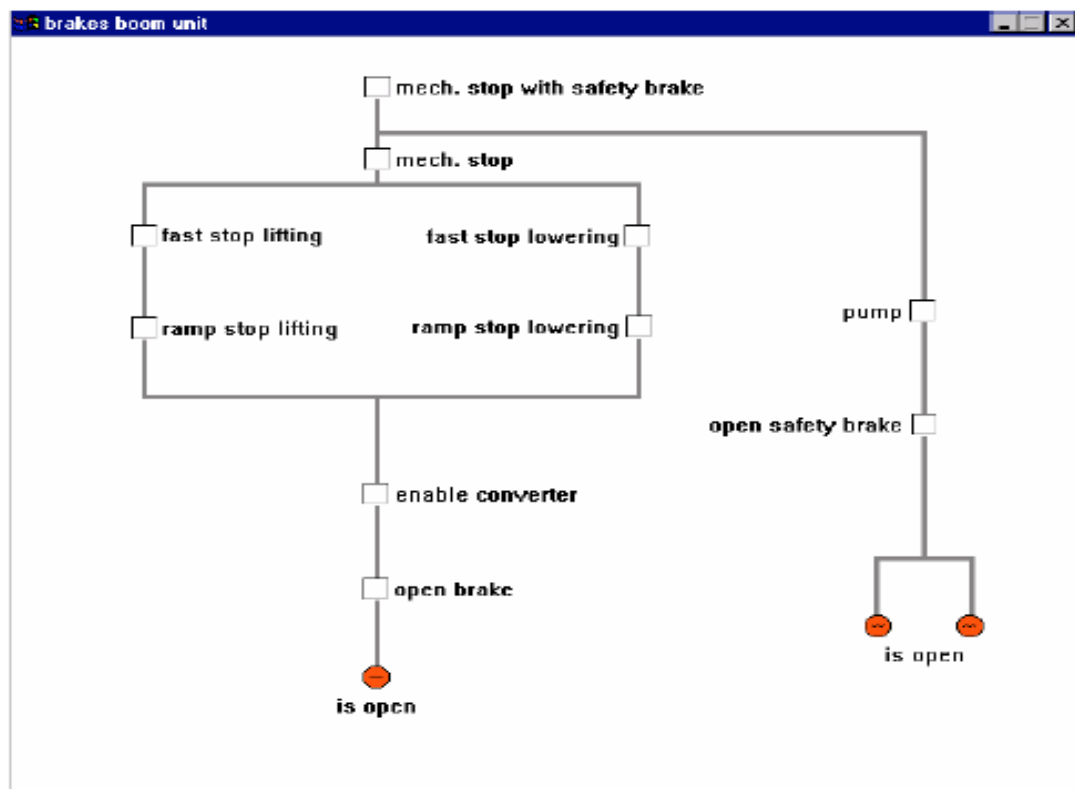 brakes boom unit
mech. stop with safety brake
mech. stop
fast stop lifting
fast stop lowering
ramp stop lifting
ramp stop lowering
pump
open safety brake
enable converter
open brake
is open
is open